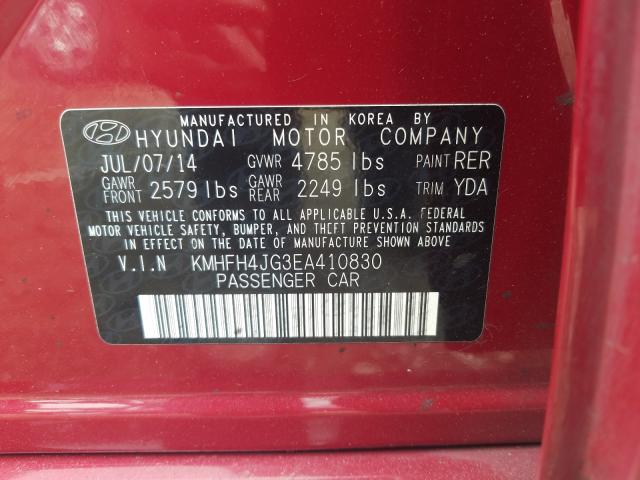 MANUFACTURED IN KOREA BY
HYUNDAI MOTOR COMPANY
JUL/07/14 GVWR 4785 lbs PAINT RER
GAWR FRONT 2579 lbs GAWR REAR 2249 lbs TRIM YDA
THIS VEHICLE CONFORMS TO ALL APPLICABLE U.S.A. FEDERAL
MOTOR VEHICLE SAFETY, BUMPER, AND THEFT PREVENTION STANDARDS
IN EFFECT ON THE DATE OF MANUFACTURE SHOWN ABOVE
V.I.N KMHFH4JG3EA410830
PASSENGER CAR